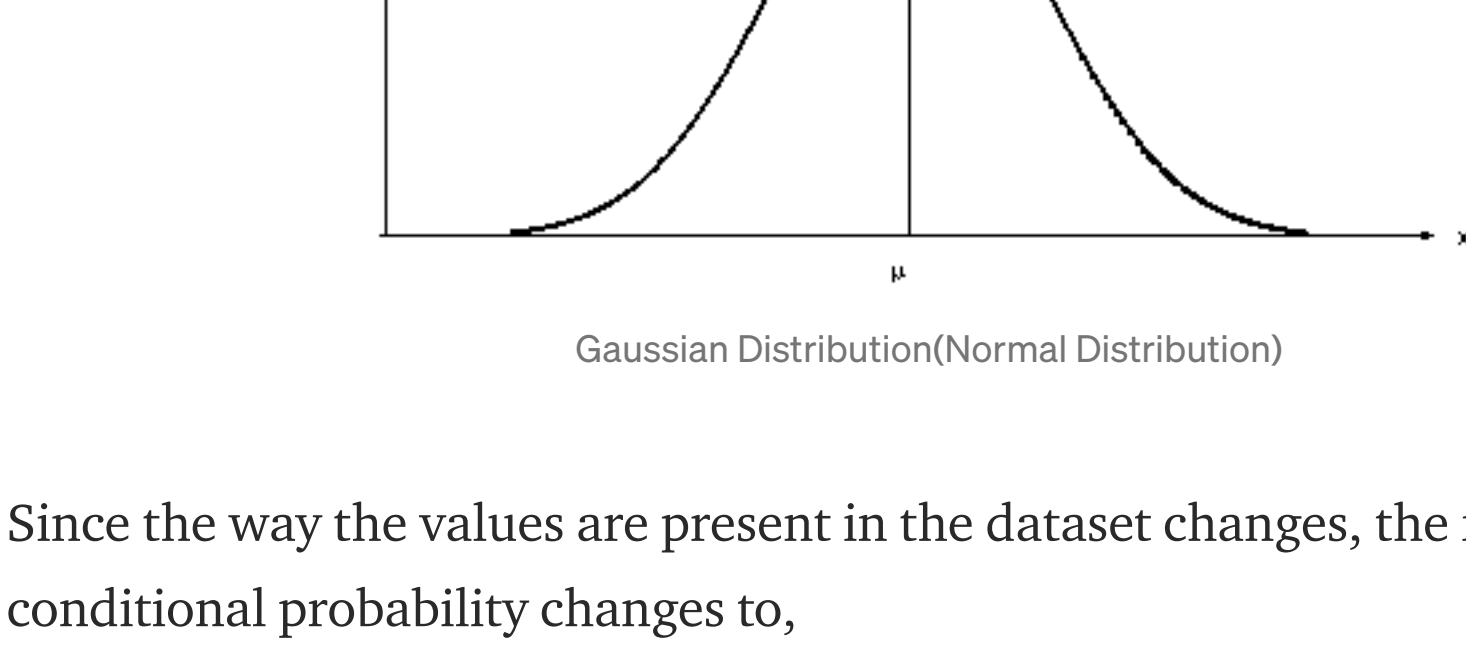 μ
Gaussian Distribution(Normal Distribution)
Since the way the values are present in the dataset changes, the
conditional probability changes to,